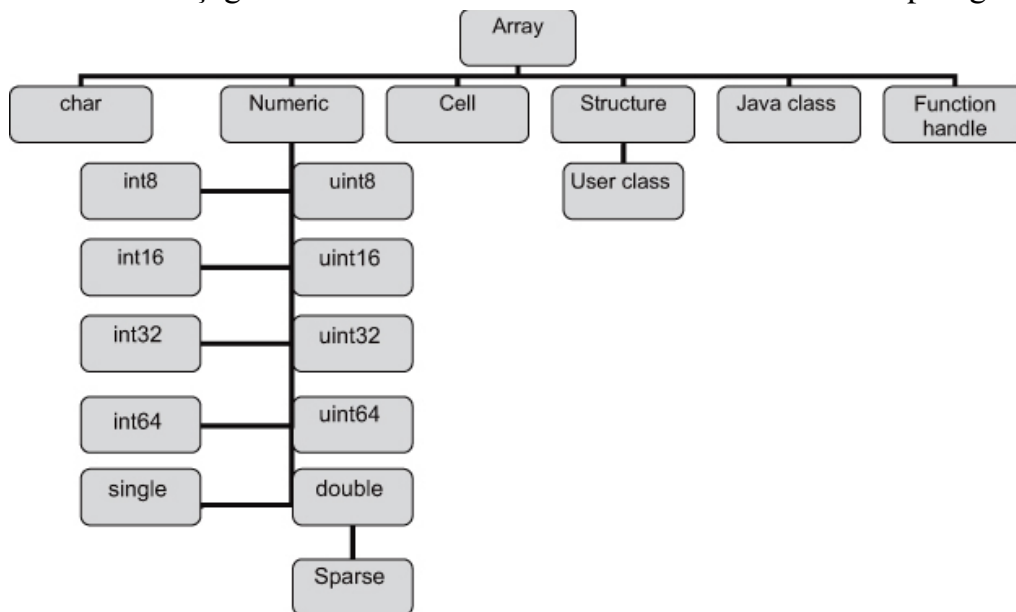 Array
char
Numeric
Cell
Structure
Java class
Function
handle
int8
uint8
User class
int16
uint16
int32
uint32
int64
uint64
single
double
Sparse